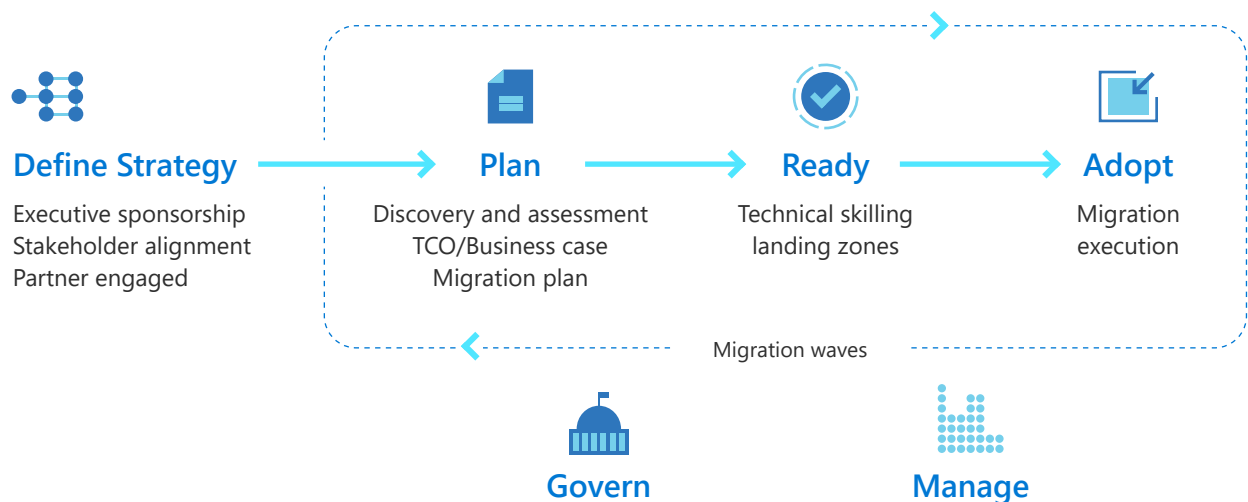 Define Strategy
Executive sponsorship
Stakeholder alignment
Partner engaged
Plan
Discovery and assessment
TCO/Business case
Migration plan
Ready
Technical skilling
landing zones
Adopt
Migration
execution
Migration waves
Govern
Manage